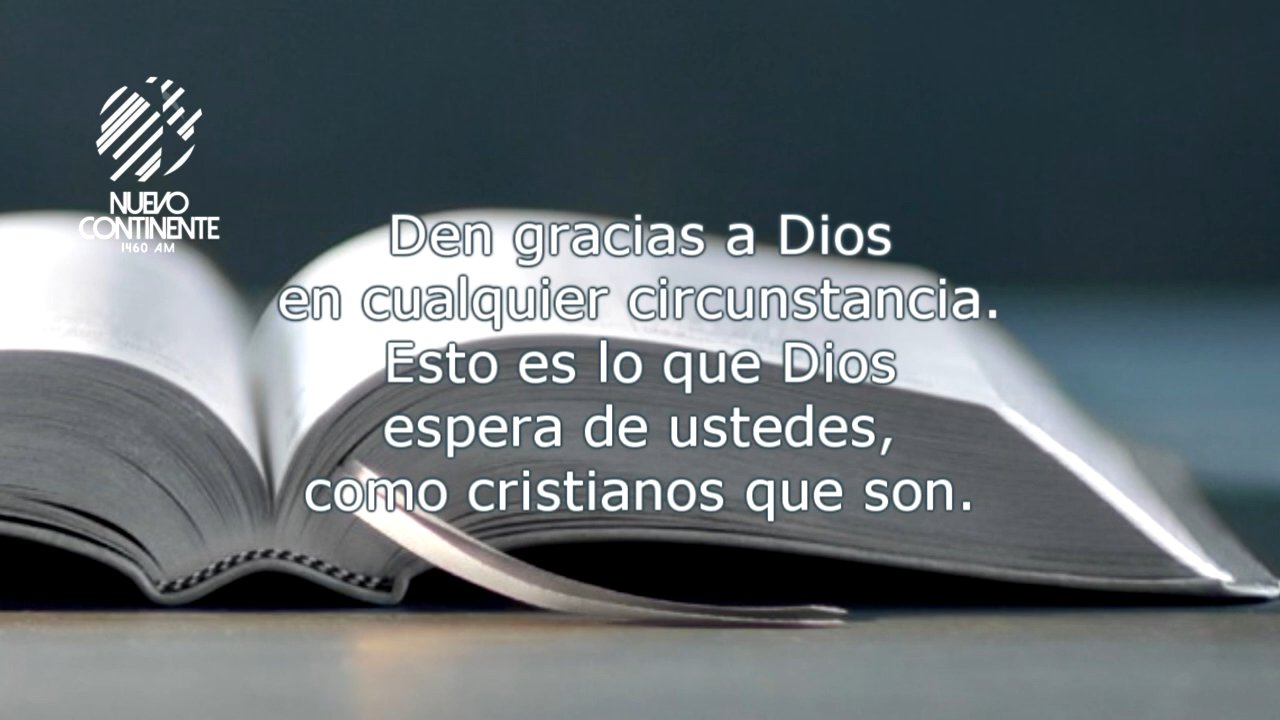 NUEVO
CONTINENTE
1460 AM
Den gracias a Dios
en cualquier circunstancia.
Esto es lo que Dios
espera de ustedes,
como cristianos que son.